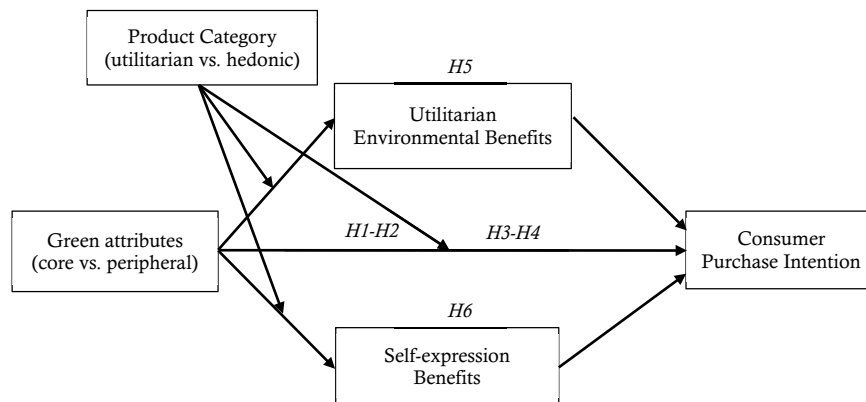 Product Category
(utilitarian vs. hedonic)
H5
Utilitarian
Environmental Benefits
Green attributes
(core vs. peripheral)
H1-H2
H3-H4
Consumer
Purchase Intention
H6
Self-expression
Benefits